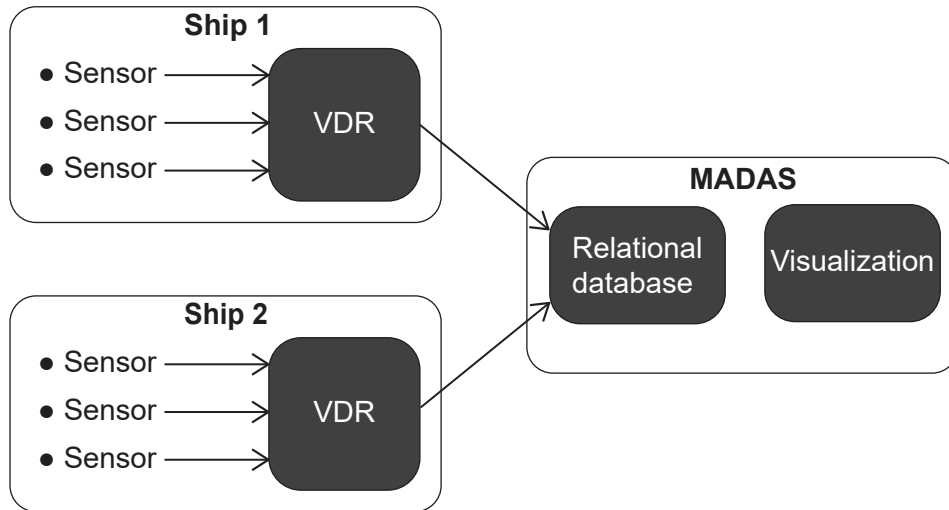 Ship 1
Sensor
Sensor
Sensor
VDR
MADAS
Relational
database
Visualization
Ship 2
Sensor
Sensor
Sensor
VDR